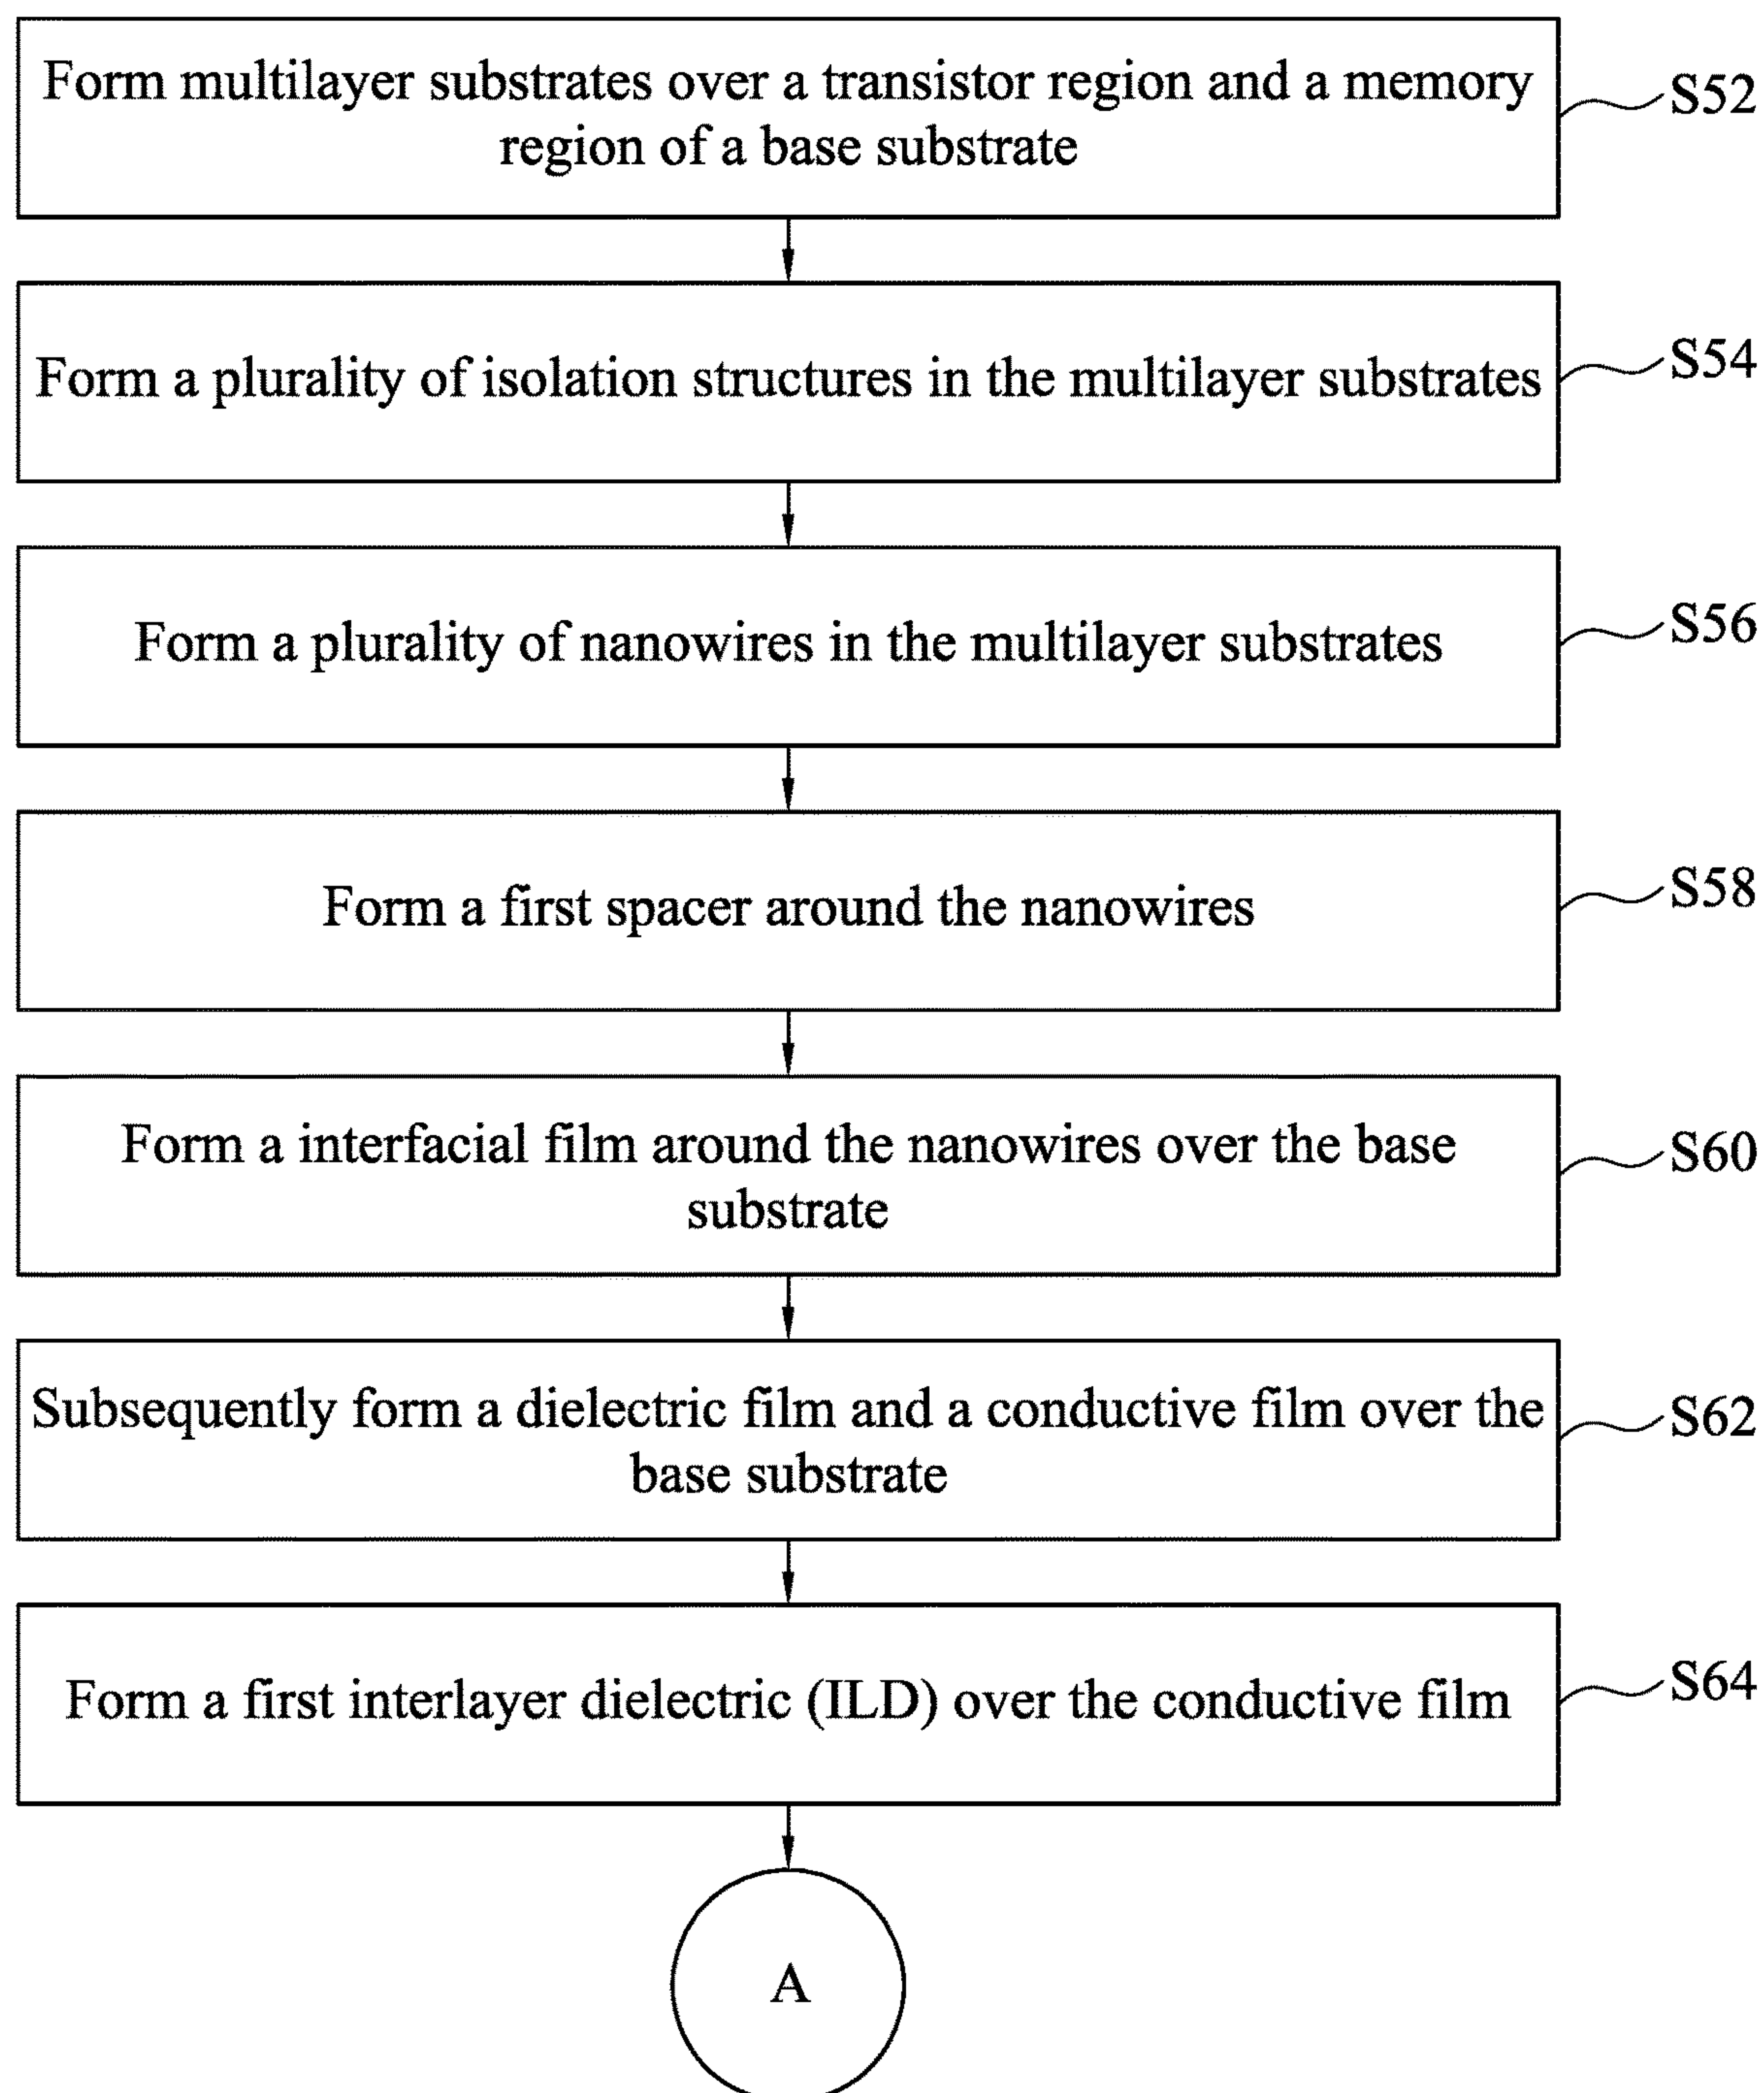 Form multilayer substrates over a transistor region and a memory
region of a base substrate
S52
Form a plurality of isolation structures in the multilayer substrates
S54
Form a plurality of nanowires in the multilayer substrates
S56
Form a first spacer around the nanowires
S58
Form a interfacial film around the nanowires over the base
substrate
S60
Subsequently form a dielectric film and a conductive film over the
base substrate
S62
Form a first interlayer dielectric (ILD) over the conductive film
S64
A